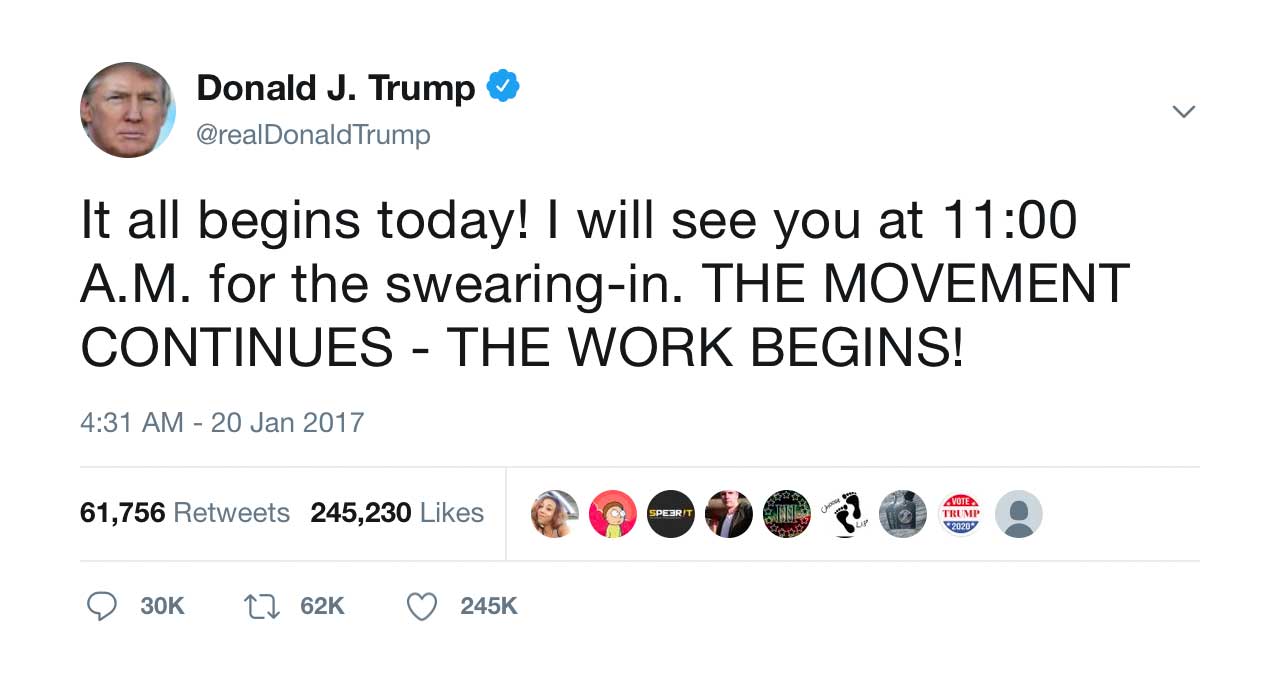 Donald J. Trump
@realDonaldTrump
It all begins today! I will see you at 11:00
A.M. for the swearing-in. THE MOVEMENT
CONTINUES - THE WORK BEGINS!
4:31 AM - 20 Jan 2017
61,756 Retweets 245,230 Likes
SPE3R!T
CHOOSE
Life
VOTE
TRUMP
2020
30K 62K 245K